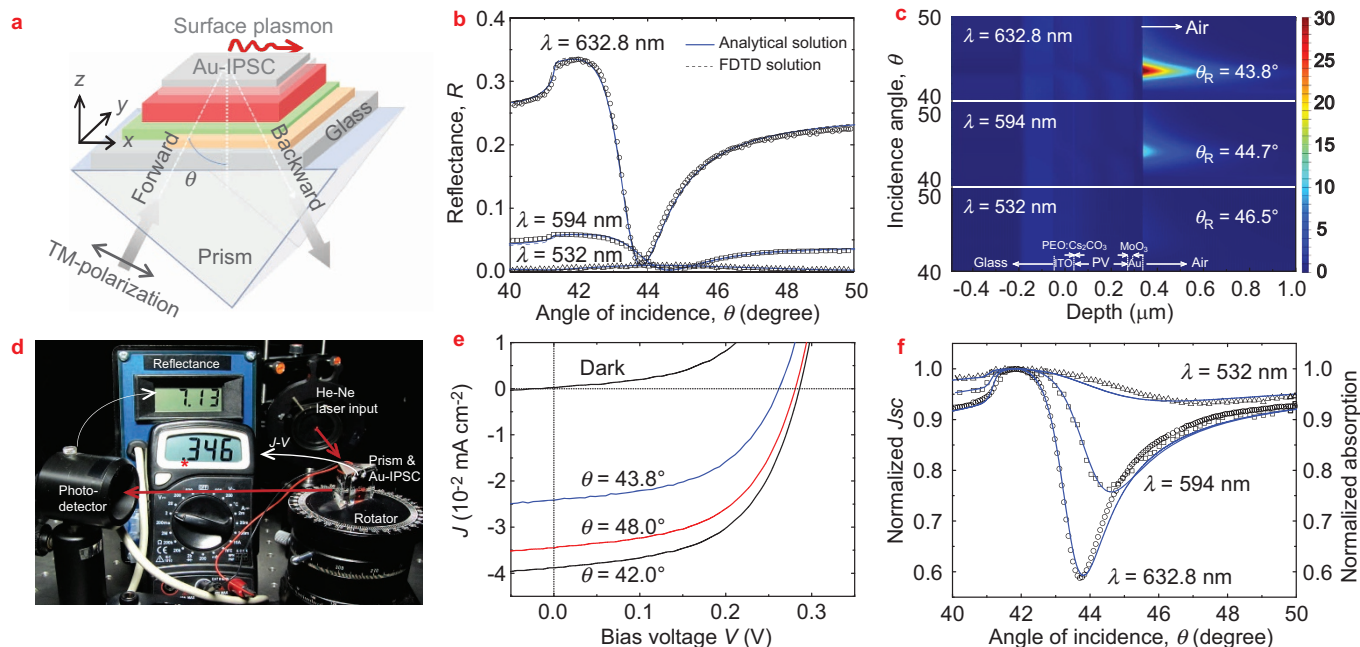 a
Surface plasmon
Au-IPSC
z
y
x
Glass
Forward
Backward
θ
Prism
TM-polarization
b
λ = 632.8 nm
Analytical solution
FDTD solution
λ = 594 nm
λ = 532 nm
0.4
0.3
0.2
0.1
0.0
Reflectance, R
40 42 44 46 48 50
Angle of incidence, θ (degree)
c
50
λ = 632.8 nm
Air
θR = 43.8°
40
50
λ = 594 nm
θR = 44.7°
40
50
λ = 532 nm
θR = 46.5°
PEO:Cs2CO3
MoO3
Glass
ITO
PV
Au
Air
40
Incidence angle, θ
-0.4 -0.2 0.0 0.2 0.4 0.6 0.8 1.0
Depth (μm)
30
25
20
15
10
5
0
d
Reflectance
7.13
He-Ne
laser input
346
*
J-V
Prism &
Au-IPSC
Photo-
detector
Rotator
e
1
0
-1
-2
-3
-4
J (10-2 mA cm-2)
Dark
θ = 43.8°
θ = 48.0°
θ = 42.0°
0.0 0.1 0.2 0.3
Bias voltage V (V)
f
1.0
0.9
0.8
0.7
0.6
Normalized Jsc
λ = 532 nm
λ = 594 nm
λ = 632.8 nm
1.0
0.9
0.8
0.7
0.6
Normalized absorption
40 42 44 46 48 50
Angle of incidence, θ (degree)